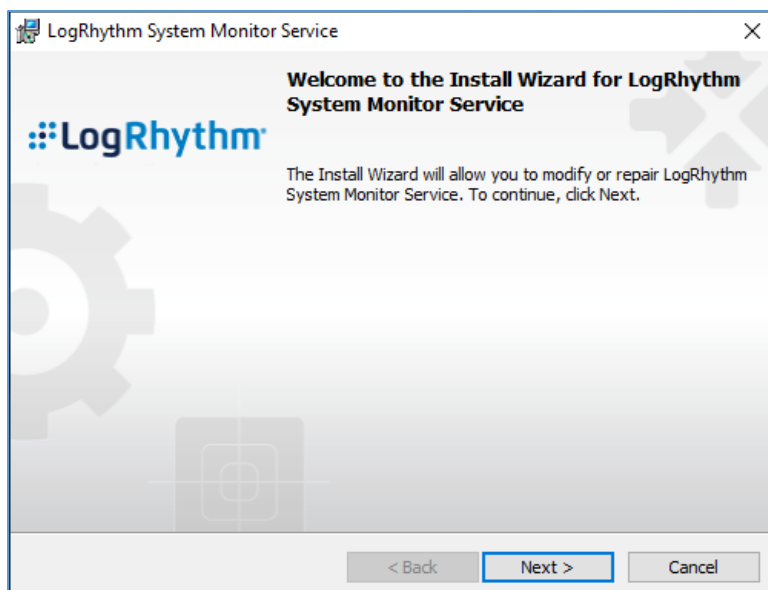 LogRhythm System Monitor Service
Welcome to the Install Wizard for LogRhythm
System Monitor Service
LogRhythm
The Install Wizard will allow you to modify or repair LogRhythm
System Monitor Service. To continue, click Next.
< Back
Next >
Cancel